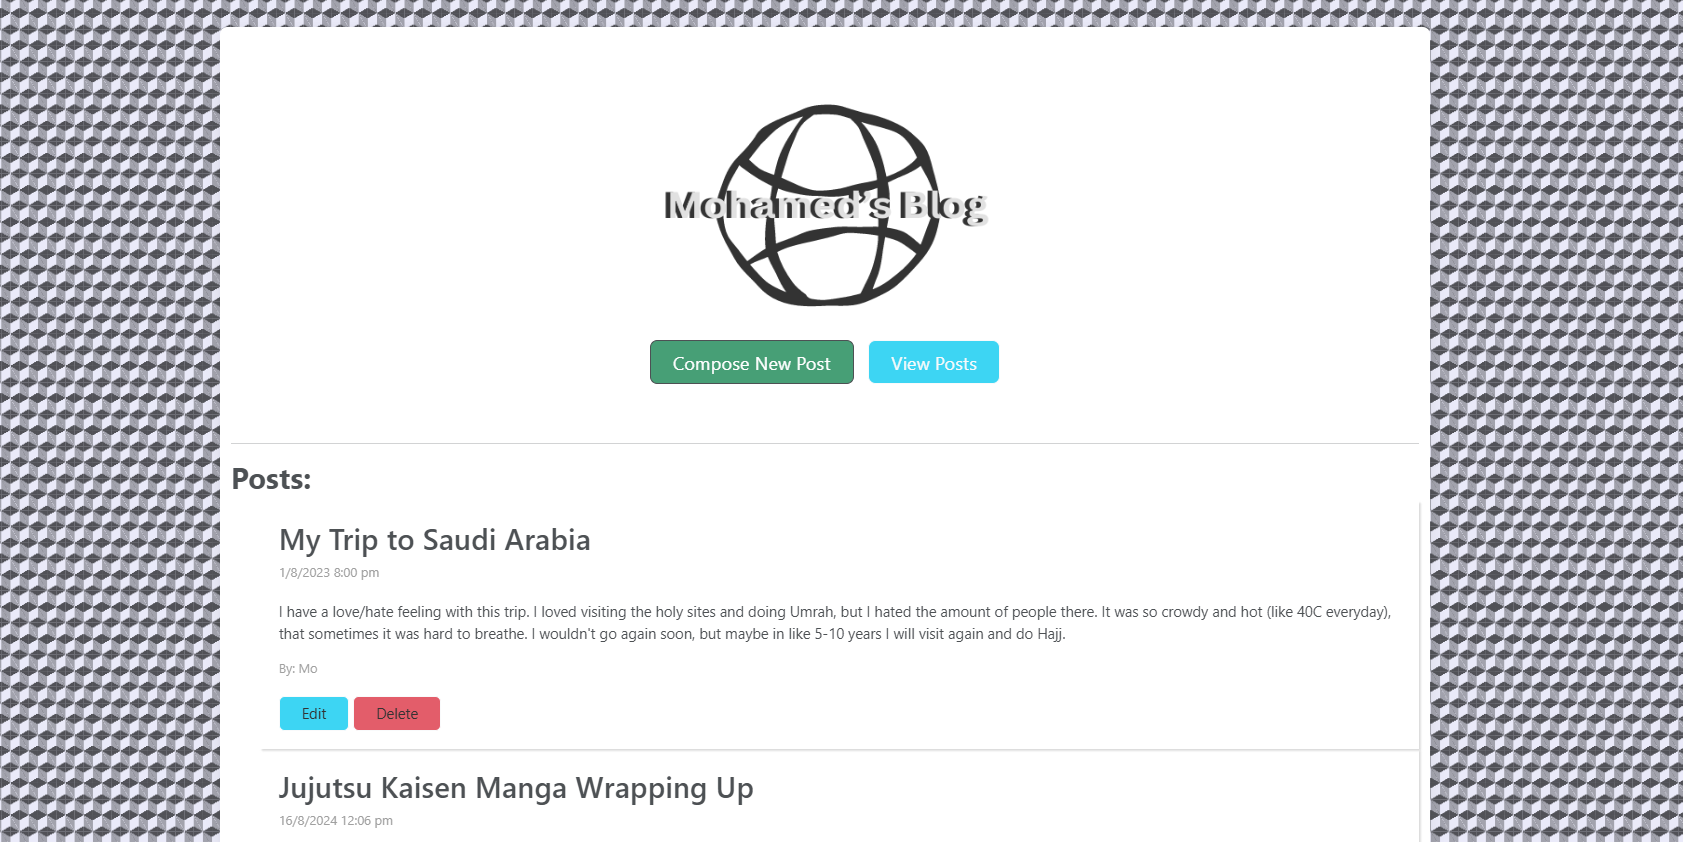 Mohamed's Blog
Compose New Post
View Posts
Posts:
My Trip to Saudi Arabia
1/8/2023 8:00 pm
I have a love/hate feeling with this trip. I loved visiting the holy sites and doing Umrah, but I hated the amount of people there. It was so crowdy and hot (like 40C everyday),
that sometimes it was hard to breathe. I wouldn't go again soon, but maybe in like 5-10 years I will visit again and do Hajj.
By: Mo
Edit
Delete
Jujutsu Kaisen Manga Wrapping Up
16/8/2024 12:06 pm